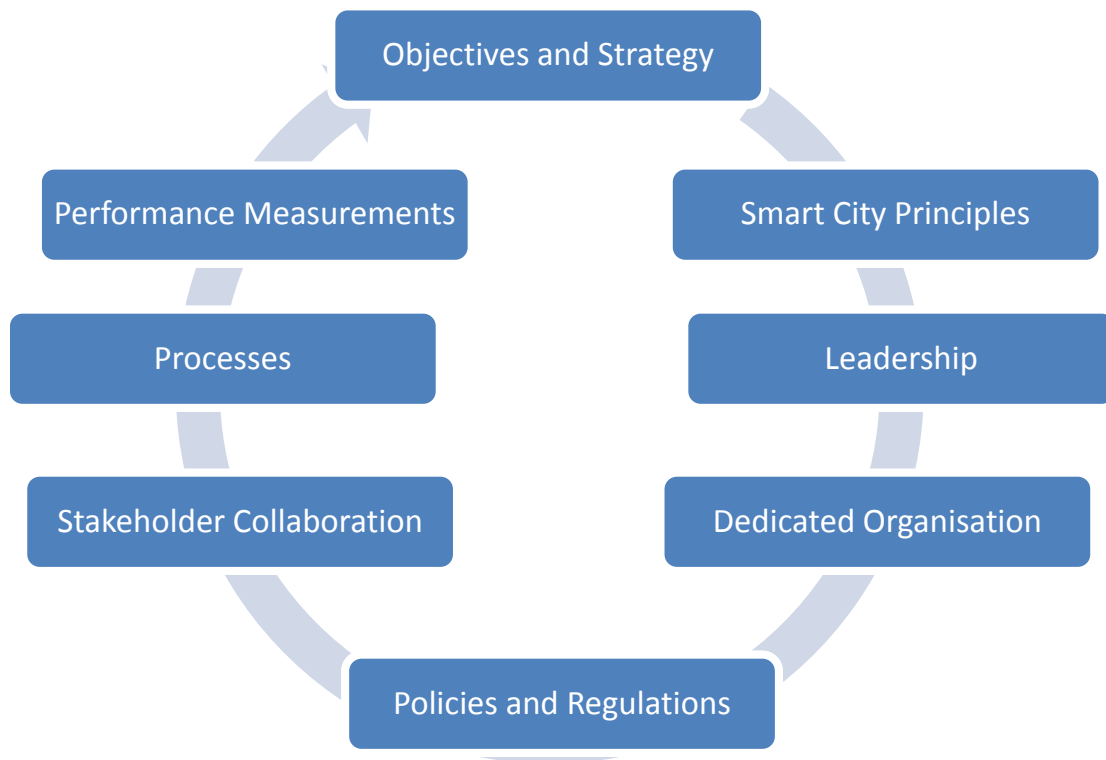 Objectives and Strategy
Smart City Principles
Leadership
Dedicated Organisation
Policies and Regulations
Stakeholder Collaboration
Processes
Performance Measurements